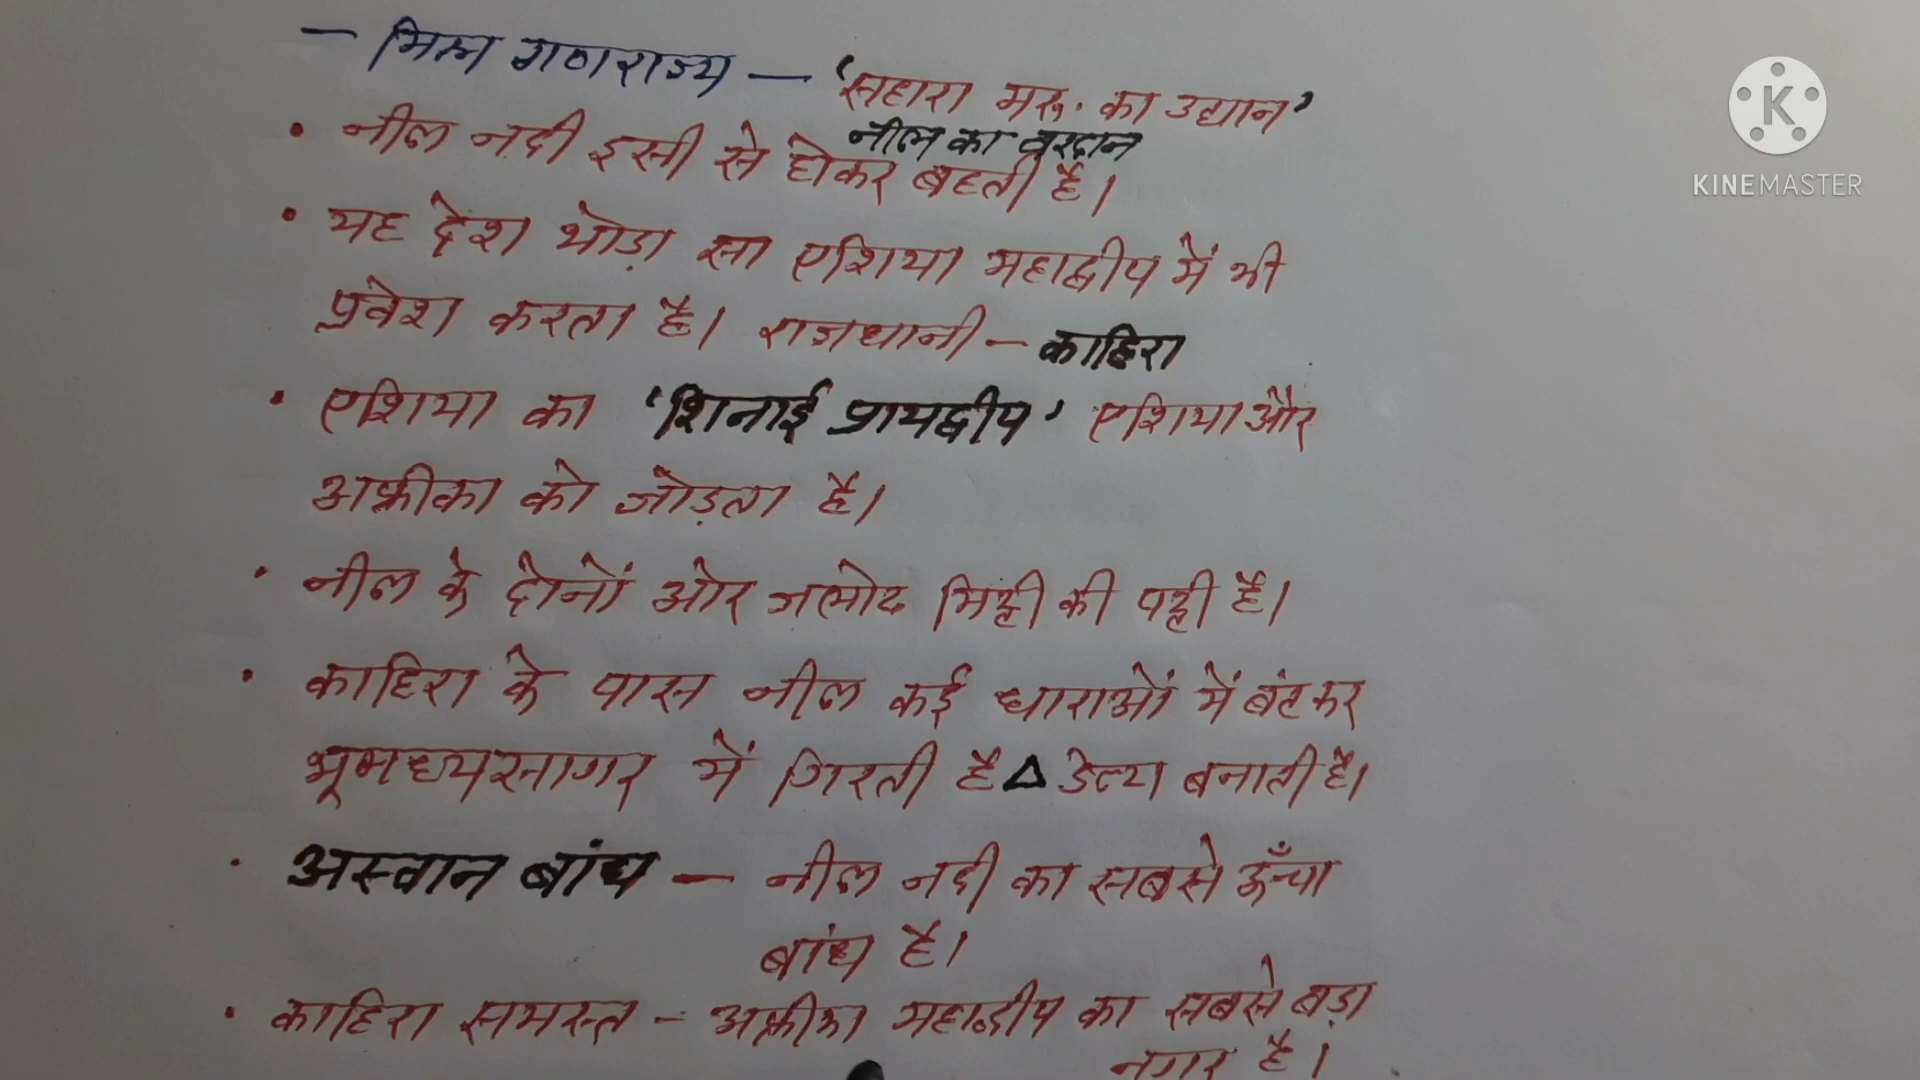 – मिस्र गणराज्य – ‘सहारा मरू. का उद्यान’
नील का वरदान
• नील नदी इसी से होकर बहती है।
• यह देश थोड़ा सा एशिया महाद्वीप में भी
प्रवेश करता है। राजधानी – काहिरा
• एशिया का ‘शिनाई प्रायद्वीप’ एशिया और
अफ्रीका को जोड़ता है।
• नील के दोनों ओर जलोढ मिट्टी की पट्टी है।
• काहिरा के पास नील कई धाराओं में बंटकर
भूमध्यसागर में गिरती है △ डेल्टा बनाती है।
• अस्वान बांध – नील नदी का सबसे ऊँचा
बांध है।
• काहिरा समस्त – अफ्रीका महाद्वीप का सबसे बड़ा
नगर है।
K
KINEMASTER